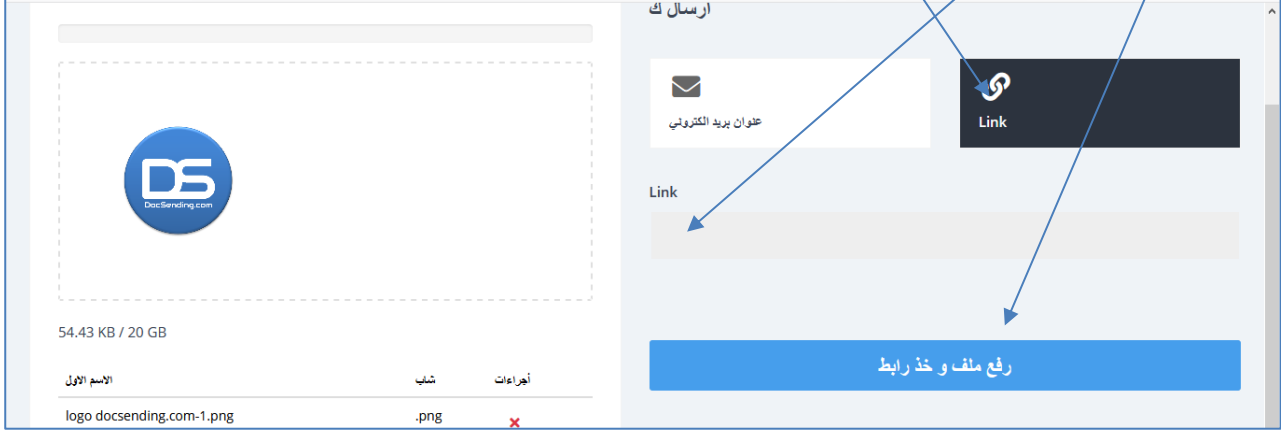 ارسال ك
عنوان بريد الكتروني
Link
Link
رفع ملف و خذ رابط
DS
DocSending.com
54.43 KB / 20 GB
الاسم الاول شاب أجراءات
logo docsending.com-1.png .png ×